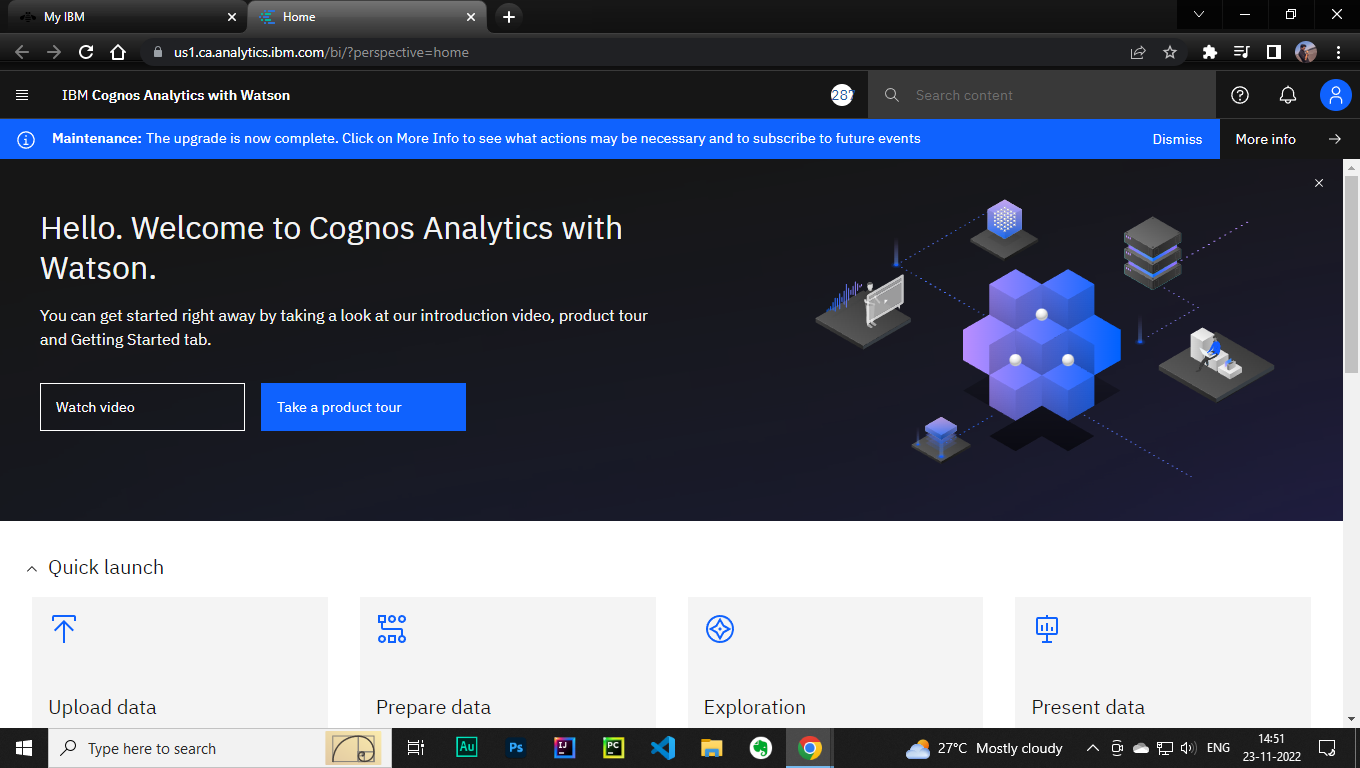 My IBM
Home
us1.ca.analytics.ibm.com/bi/?perspective=home
IBM Cognos Analytics with Watson
287
Search content
Maintenance: The upgrade is now complete. Click on More Info to see what actions may be necessary and to subscribe to future events
Dismiss
More info
Hello. Welcome to Cognos Analytics with
Watson.
You can get started right away by taking a look at our introduction video, product tour
and Getting Started tab.
Watch video
Take a product tour
Quick launch
Upload data
Prepare data
Exploration
Present data
Type here to search
Au
Ps
IJ
PC
27°C Mostly cloudy
ENG
14:51
23-11-2022